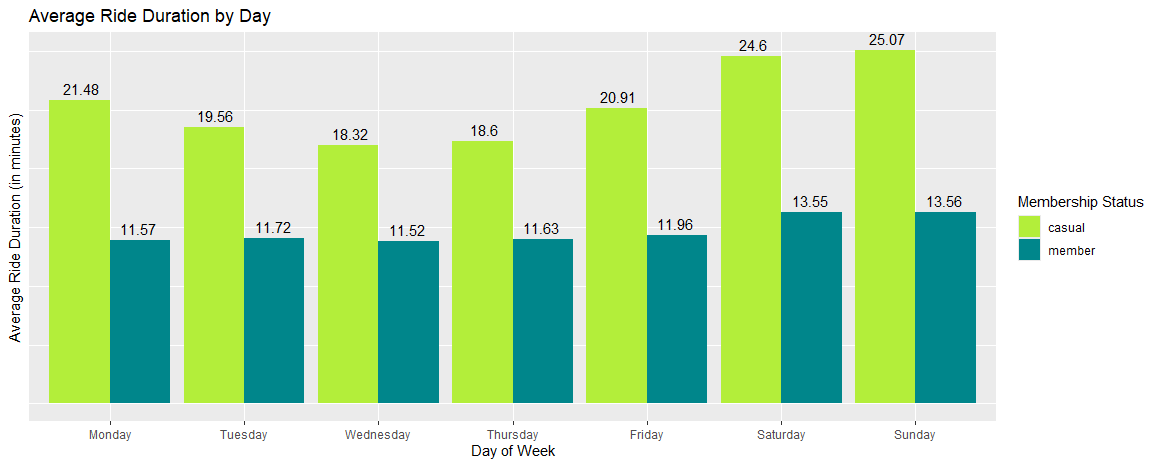 Average Ride Duration by Day
Average Ride Duration (in minutes)
21.48
11.57
19.56
11.72
18.32
11.52
18.6
11.63
20.91
11.96
24.6
13.55
25.07
13.56
Monday
Tuesday
Wednesday
Thursday
Friday
Saturday
Sunday
Day of Week
Membership Status
casual
member